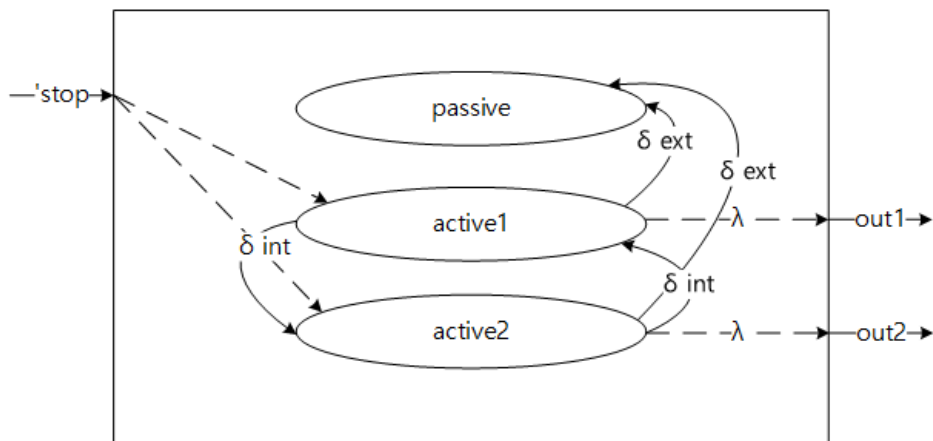 'stop
passive
δ ext
δ ext
active1
λ
out1
δ int
δ int
active2
λ
out2